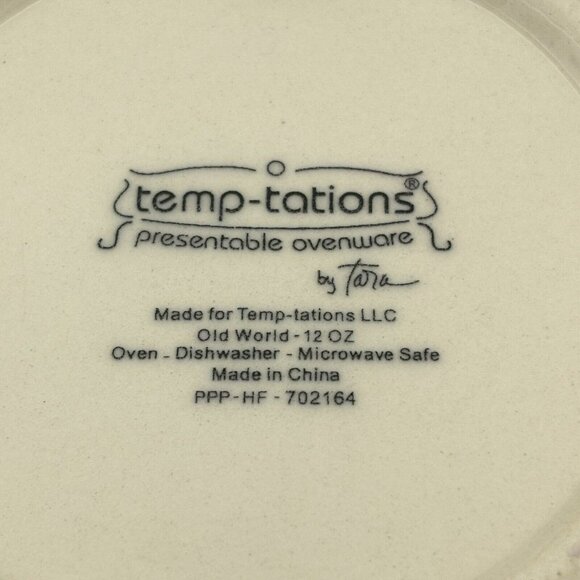 temp-tations®
presentable ovenware
by Tara
Made for Temp-tations LLC
Old World - 12 OZ
Oven - Dishwasher - Microwave Safe
Made in China
PPP-HF - 702164